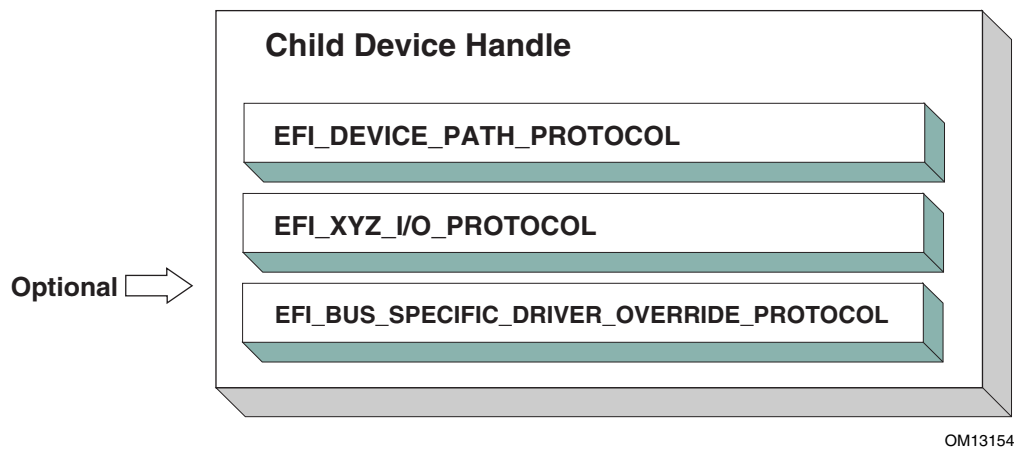 Child Device Handle
EFI_DEVICE_PATH_PROTOCOL
EFI_XYZ_I/O_PROTOCOL
Optional
EFI_BUS_SPECIFIC_DRIVER_OVERRIDE_PROTOCOL
OM13154